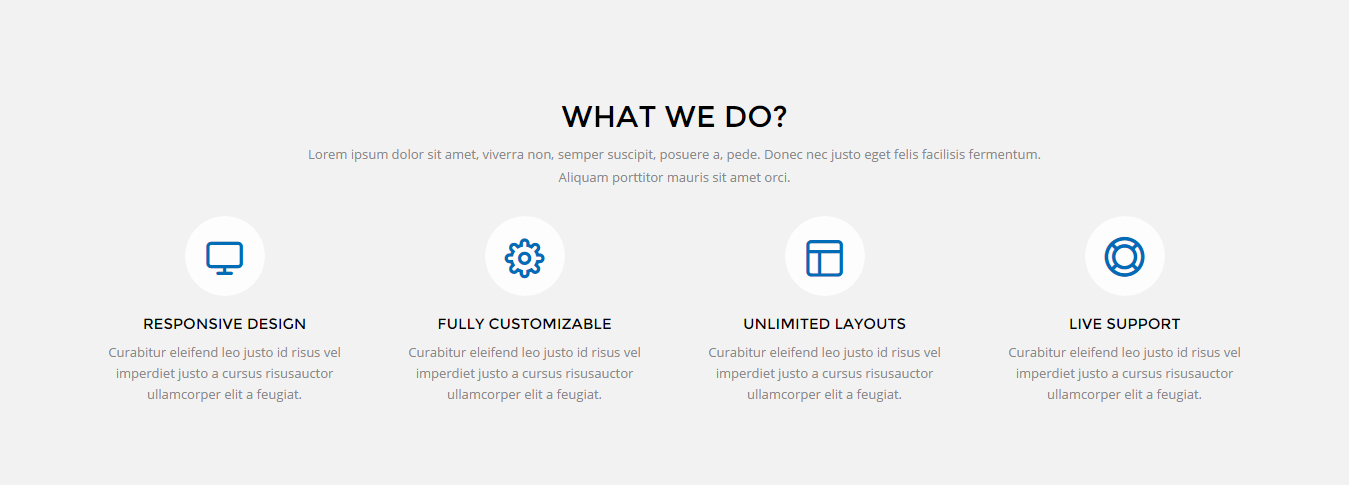 WHAT WE DO?
Lorem ipsum dolor sit amet, viverra non, semper suscipit, posuere a, pede. Donec nec justo eget felis facilisis fermentum.
Aliquam porttitor mauris sit amet orci.
RESPONSIVE DESIGN
Curabitur eleifend leo justo id risus vel
imperdiet justo a cursus risusauctor
ullamcorper elit a feugiat.
FULLY CUSTOMIZABLE
Curabitur eleifend leo justo id risus vel
imperdiet justo a cursus risusauctor
ullamcorper elit a feugiat.
UNLIMITED LAYOUTS
Curabitur eleifend leo justo id risus vel
imperdiet justo a cursus risusauctor
ullamcorper elit a feugiat.
LIVE SUPPORT
Curabitur eleifend leo justo id risus vel
imperdiet justo a cursus risusauctor
ullamcorper elit a feugiat.